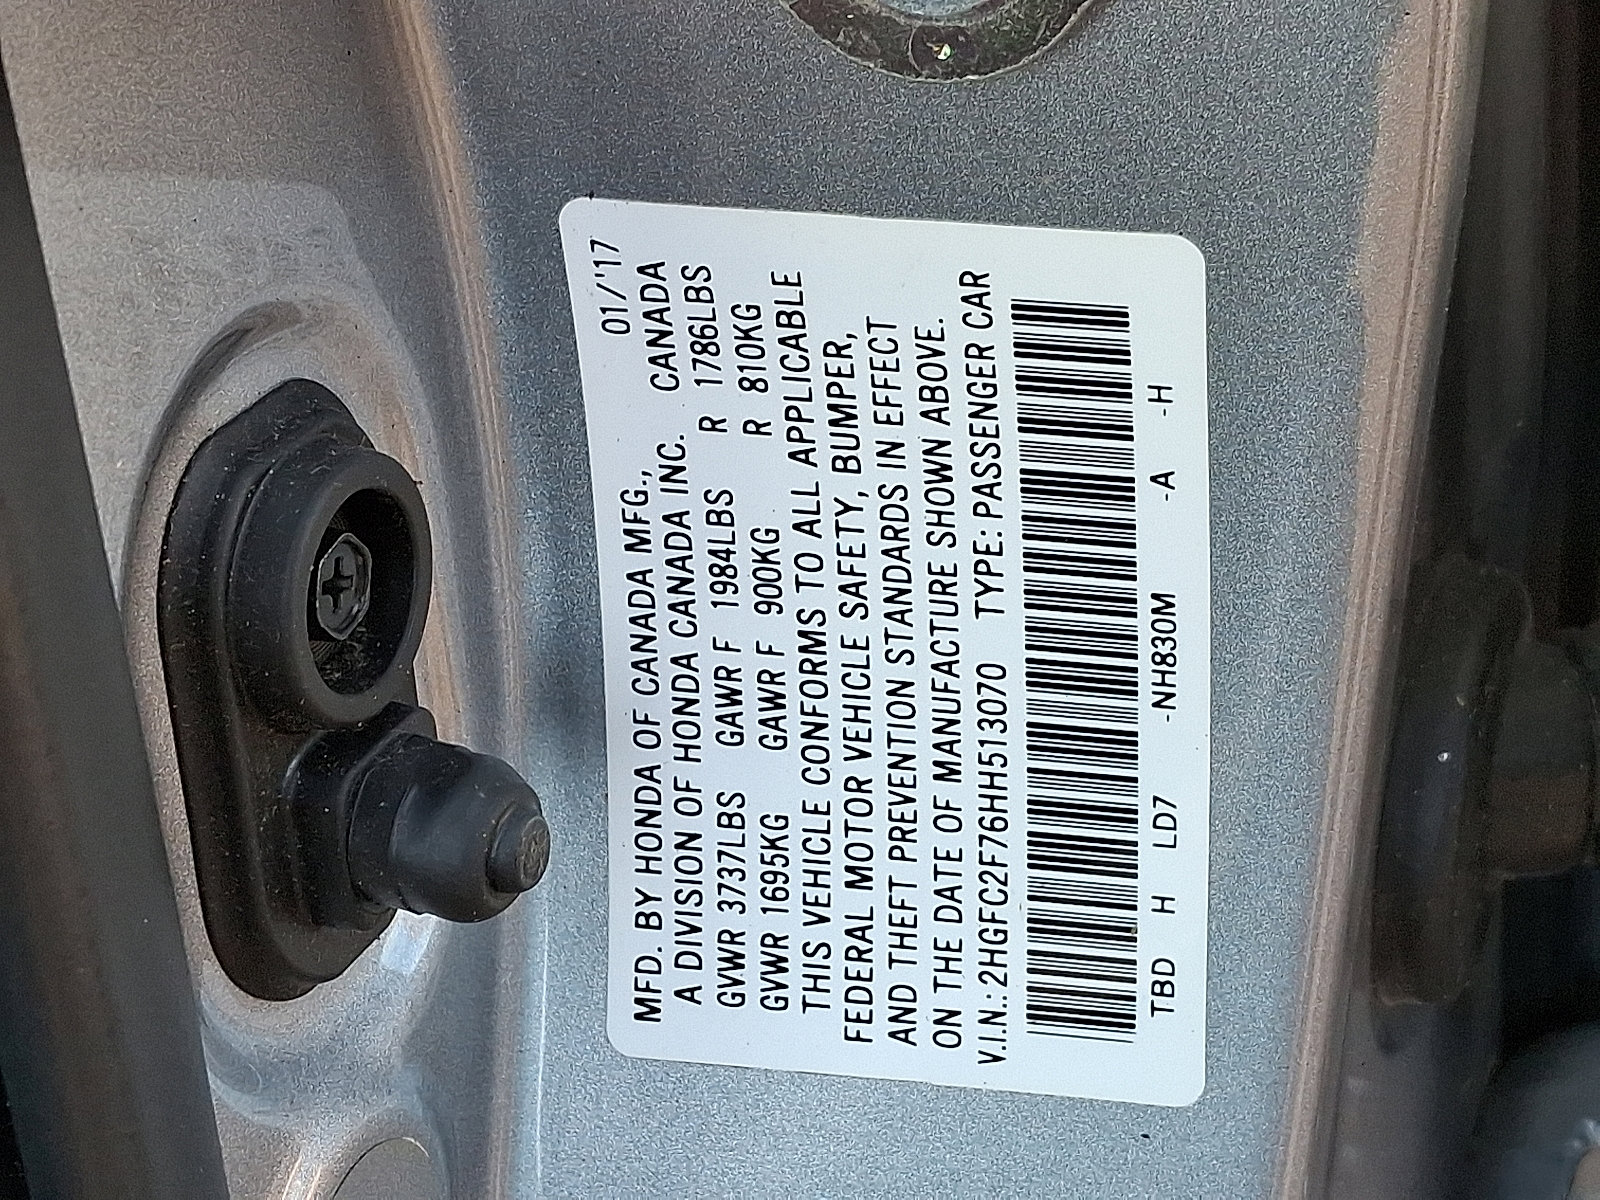 01/'17
MFD. BY HONDA OF CANADA MFG.,
A DIVISION OF HONDA CANADA INC. CANADA
GVWR 3737LBS GAWR F 1984LBS R 1786LBS
GVWR 1695KG GAWR F 900KG R 810KG
THIS VEHICLE CONFORMS TO ALL APPLICABLE
FEDERAL MOTOR VEHICLE SAFETY, BUMPER,
AND THEFT PREVENTION STANDARDS IN EFFECT
ON THE DATE OF MANUFACTURE SHOWN ABOVE.
V.I.N.: 2HGFC2F76HH513070 TYPE: PASSENGER CAR
TBD H LD7 -NH830M -A -H